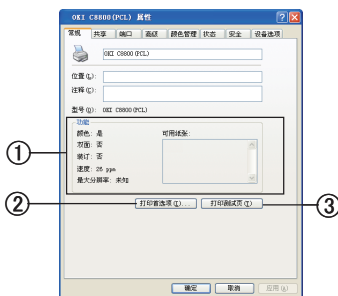 OKI C8800(PCL) 属性
常规 共享 端口 高级 颜色管理 状态 安全 设备选项
OKI C8800(PCL)
位置(L):
注释(C):
型号(O): OKI C8800(PCL)
功能
颜色: 是 可用纸张:
双面: 否
装订: 否
速度: 26 ppm
最大分辨率: 未知
① ② ③
打印首选项(I)... 打印测试页(T)
确定 取消 应用(A)